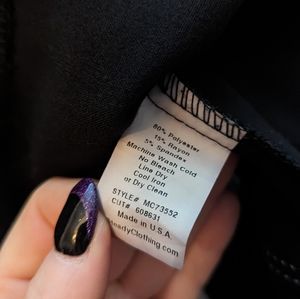 80% Polyester
15% Rayon
5% Spandex
Machine Wash Cold
No Bleach
Line Dry
Cool Iron
or Dry Clean
STYLE# MC73552
CUT# 608631
Made in U.S.A
eadyClothing.com